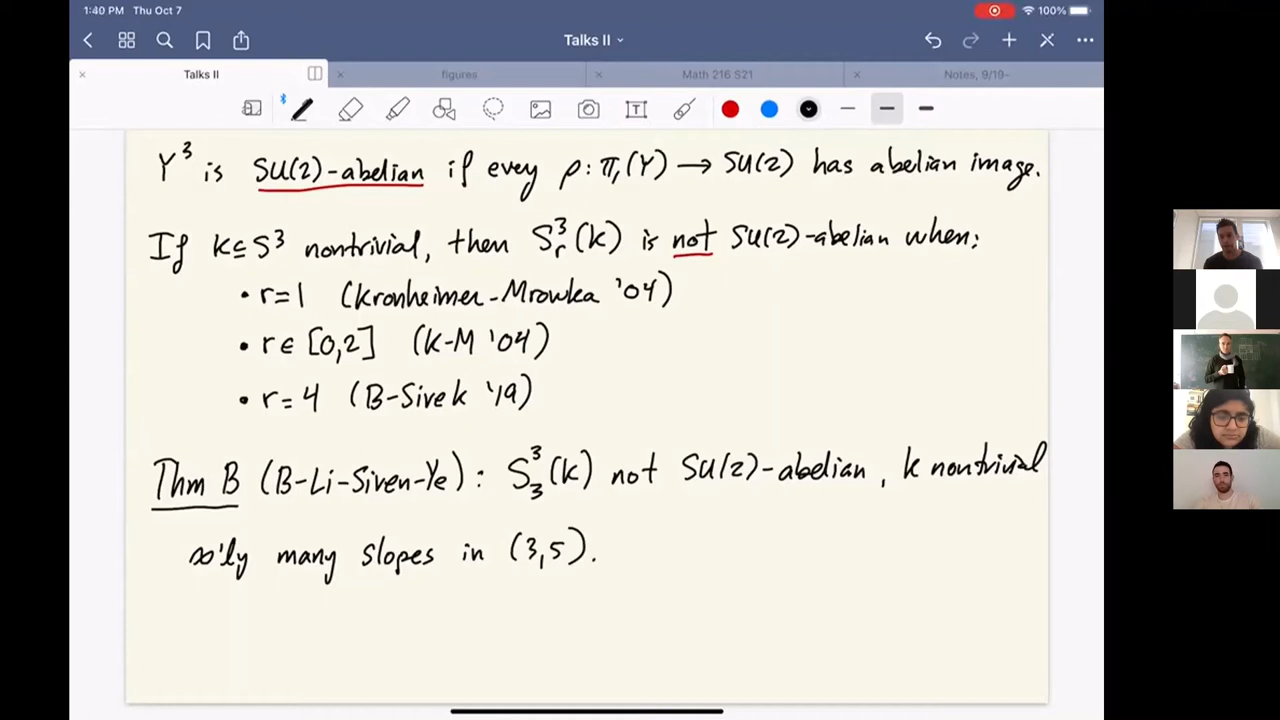 1:40 PM Thu Oct 7
100%
Talks II
Talks II
figures
Math 216 S21
Notes, 9/19-
Y³ is SU(2)-abelian if every ρ: π₁(Y) → SU(2) has abelian image.
If K⊆S³ nontrivial, then S³ᵣ(K) is not SU(2)-abelian when:
• r=1 (Kronheimer-Mrowka '04)
• r∈ [0,2] (K-M '04)
• r= 4 (B-Sivek '19)
Thm B (B-Li-Siven-Ye): S³₃(K) not SU(2)-abelian, K nontrivial
∞'ly many slopes in (3,5).